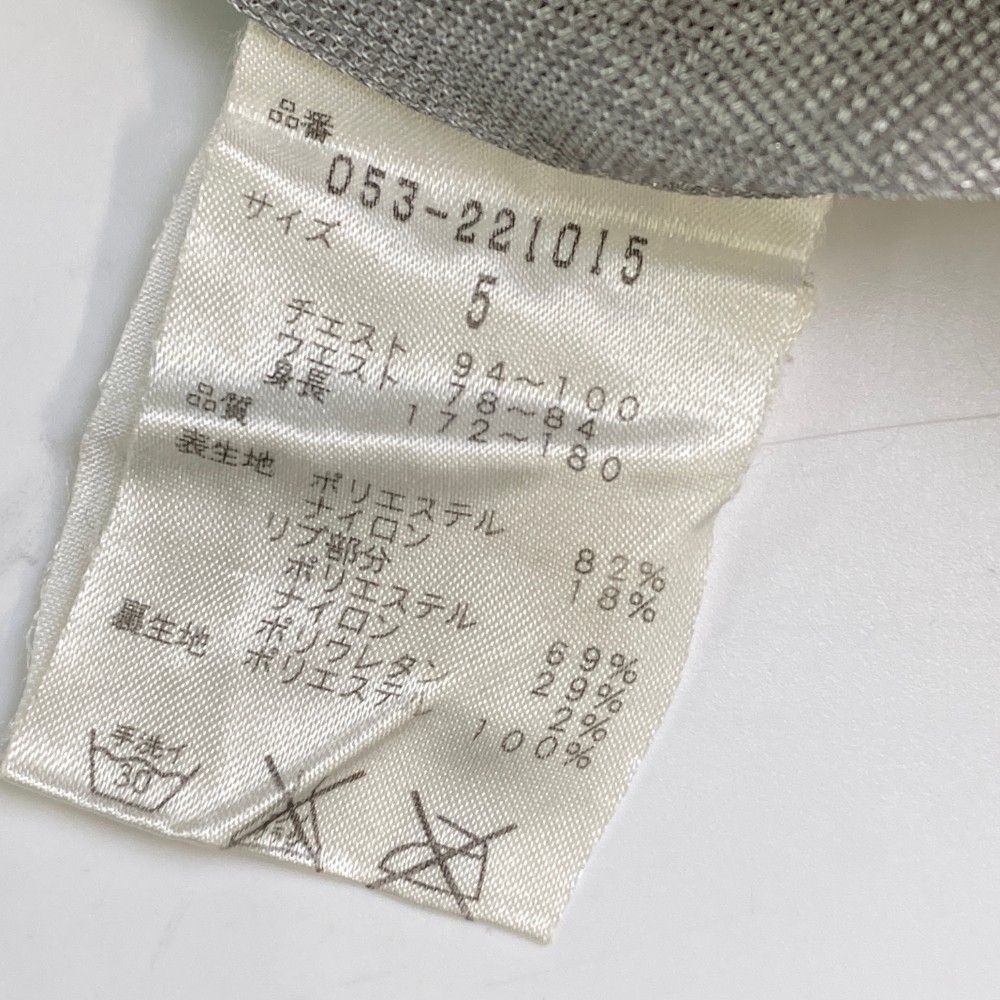 品番
053-221015
サイズ
5
チェスト 94～100
ウエスト 78～84
身長 172～180
品質
表生地 ポリエステル 82%
ナイロン 18%
リブ部分
ポリエステル 69%
ナイロン 29%
ポリウレタン 2%
裏生地 ポリエステル 100%
手洗イ
30